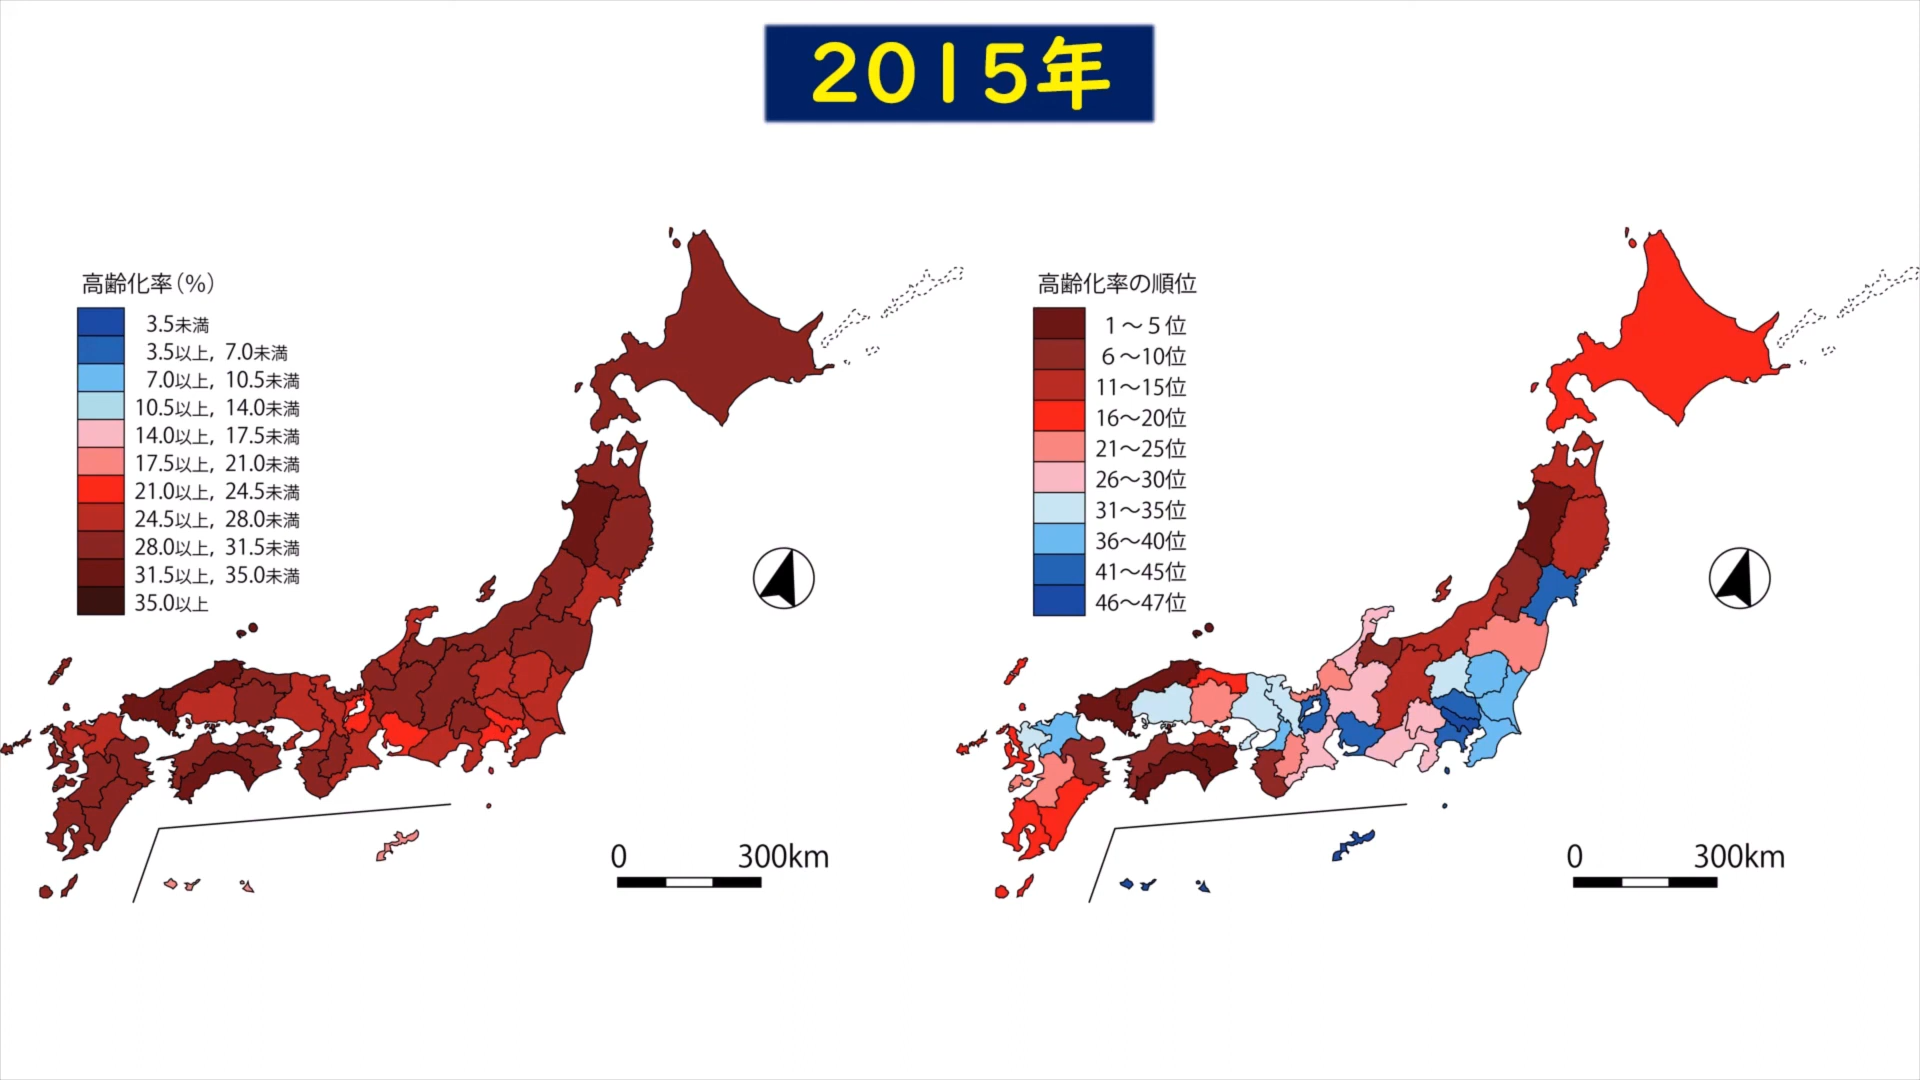 2015年
高齢化率(%)
3.5未満
3.5以上, 7.0未満
7.0以上, 10.5未満
10.5以上, 14.0未満
14.0以上, 17.5未満
17.5以上, 21.0未満
21.0以上, 24.5未満
24.5以上, 28.0未満
28.0以上, 31.5未満
31.5以上, 35.0未満
35.0以上
0 300km
高齢化率の順位
1～5位
6～10位
11～15位
16～20位
21～25位
26～30位
31～35位
36～40位
41～45位
46～47位
0 300km